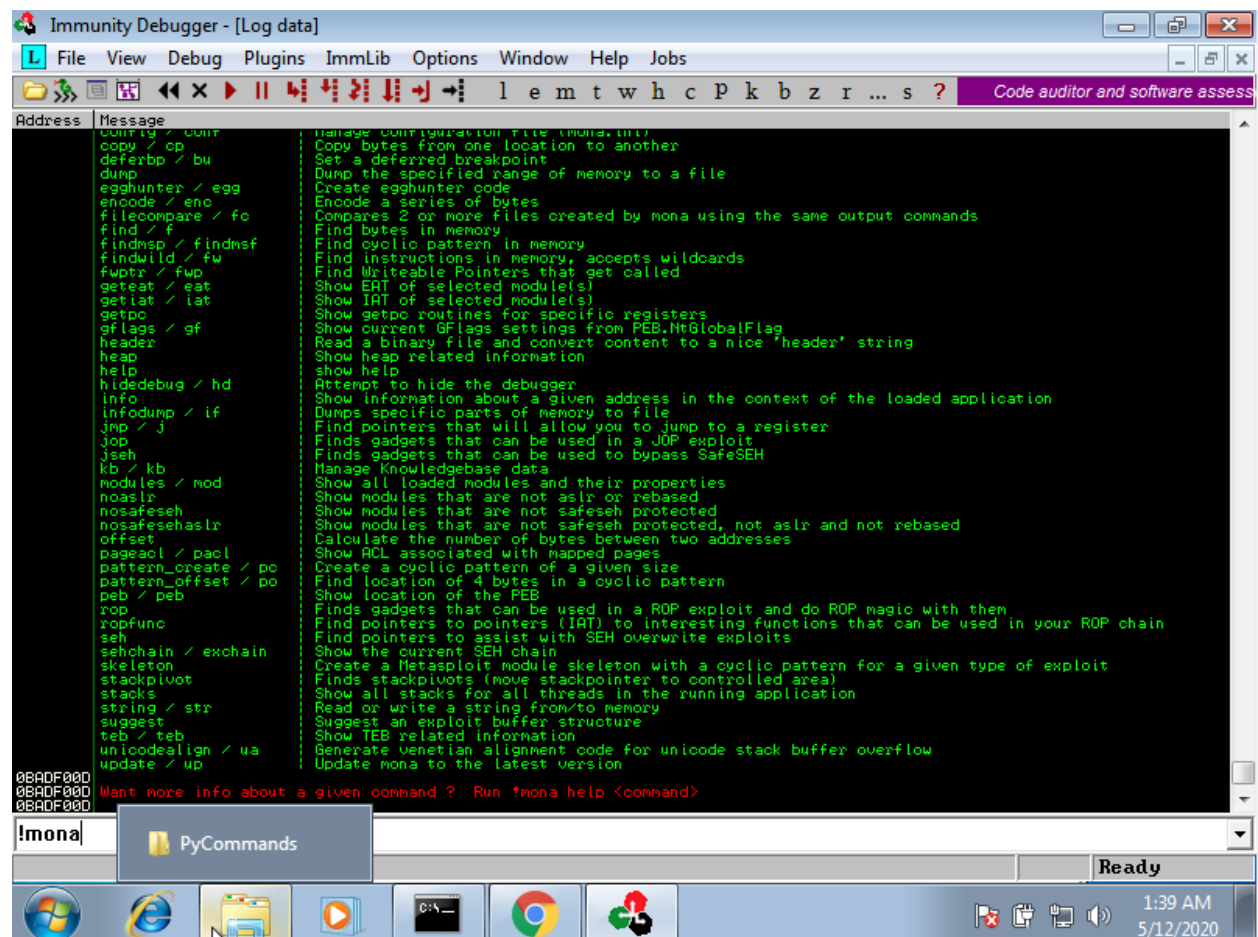 Immunity Debugger - [Log data]
L File View Debug Plugins ImmLib Options Window Help Jobs
l e m t w h c P k b z r ... s ? Code auditor and software assess
Address Message
config / conf | Manage configuration file (mona.ini)
copy / cp | Copy bytes from one location to another
deferbp / bu | Set a deferred breakpoint
dump | Dump the specified range of memory to a file
egghunter / egg | Create egghunter code
encode / enc | Encode a series of bytes
filecompare / fc | Compares 2 or more files created by mona using the same output commands
find / f | Find bytes in memory
findmsp / findmsf | Find cyclic pattern in memory
findwild / fw | Find instructions in memory, accepts wildcards
fwptr / fwp | Find Writeable Pointers that get called
geteat / eat | Show EAT of selected module(s)
getiat / iat | Show IAT of selected module(s)
getpc | Show getpc routines for specific registers
gflags / gf | Show current GFlags settings from PEB.NtGlobalFlag
header | Read a binary file and convert content to a nice 'header' string
heap | Show heap related information
help | show help
hidedebug / hd | Attempt to hide the debugger
info | Show information about a given address in the context of the loaded application
infodump / if | Dumps specific parts of memory to file
jmp / j | Find pointers that will allow you to jump to a register
jop | Finds gadgets that can be used in a JOP exploit
jseh | Finds gadgets that can be used to bypass SafeSEH
kb / kb | Manage Knowledgebase data
modules / mod | Show all loaded modules and their properties
noaslr | Show modules that are not aslr or rebased
nosafeseh | Show modules that are not safeseh protected
nosafesehaslr | Show modules that are not safeseh protected, not aslr and not rebased
offset | Calculate the number of bytes between two addresses
pageacl / pacl | Show ACL associated with mapped pages
pattern_create / pc | Create a cyclic pattern of a given size
pattern_offset / po | Find location of 4 bytes in a cyclic pattern
peb / peb | Show location of the PEB
rop | Finds gadgets that can be used in a ROP exploit and do ROP magic with them
ropfunc | Find pointers to pointers (IAT) to interesting functions that can be used in your ROP chain
seh | Find pointers to assist with SEH overwrite exploits
sehchain / exchain | Show the current SEH chain
skeleton | Create a Metasploit module skeleton with a cyclic pattern for a given type of exploit
stackpivot | Finds stackpivots (move stackpointer to controlled area)
stacks | Show all stacks for all threads in the running application
string / str | Read or write a string from/to memory
suggest | Suggest an exploit buffer structure
teb / teb | Show TEB related information
unicodealign / ua | Generate venetian alignment code for unicode stack buffer overflow
update / up | Update mona to the latest version
0BADF00D
0BADF00D Want more info about a given command ? Run !mona help <command>
0BADF00D
!mona
PyCommands
Ready
C:\_
1:39 AM
5/12/2020